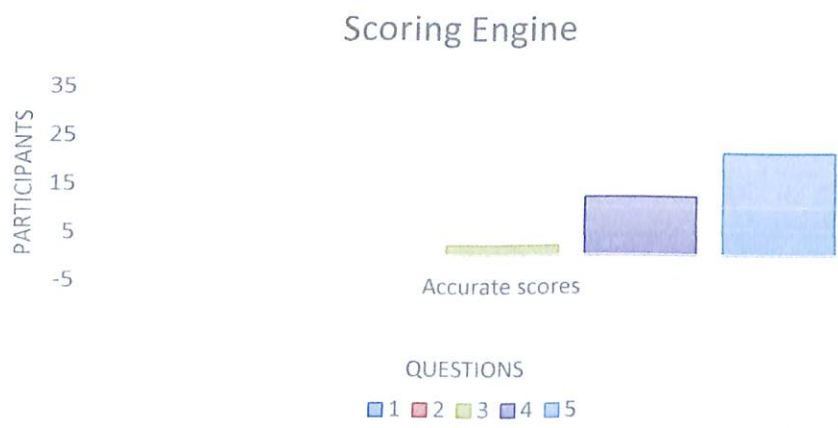 Scoring Engine
35
25
15
5
-5
PARTICIPANTS
Accurate scores
QUESTIONS
1 2 3 4 5